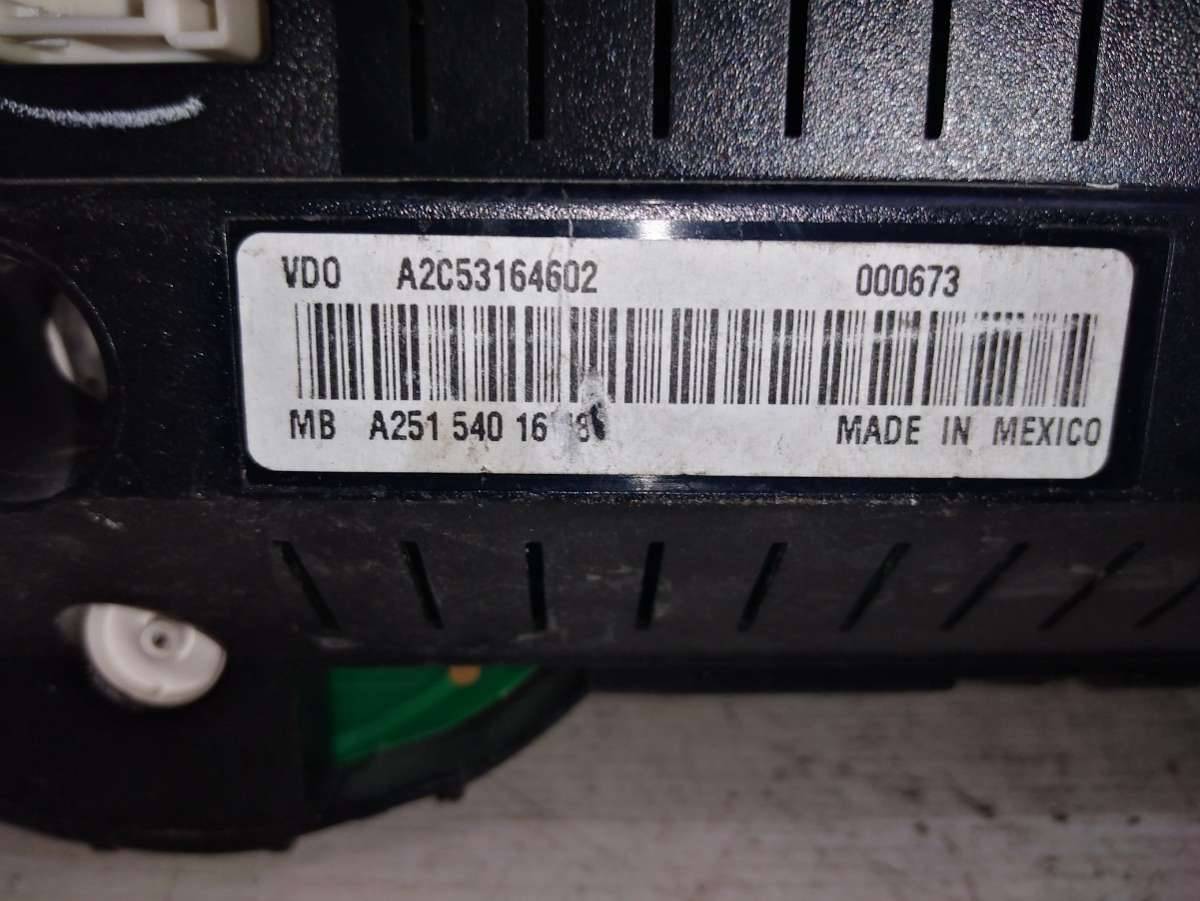 VDO A2C53164602 000673
MB A251 540 16 MADE IN MEXICO